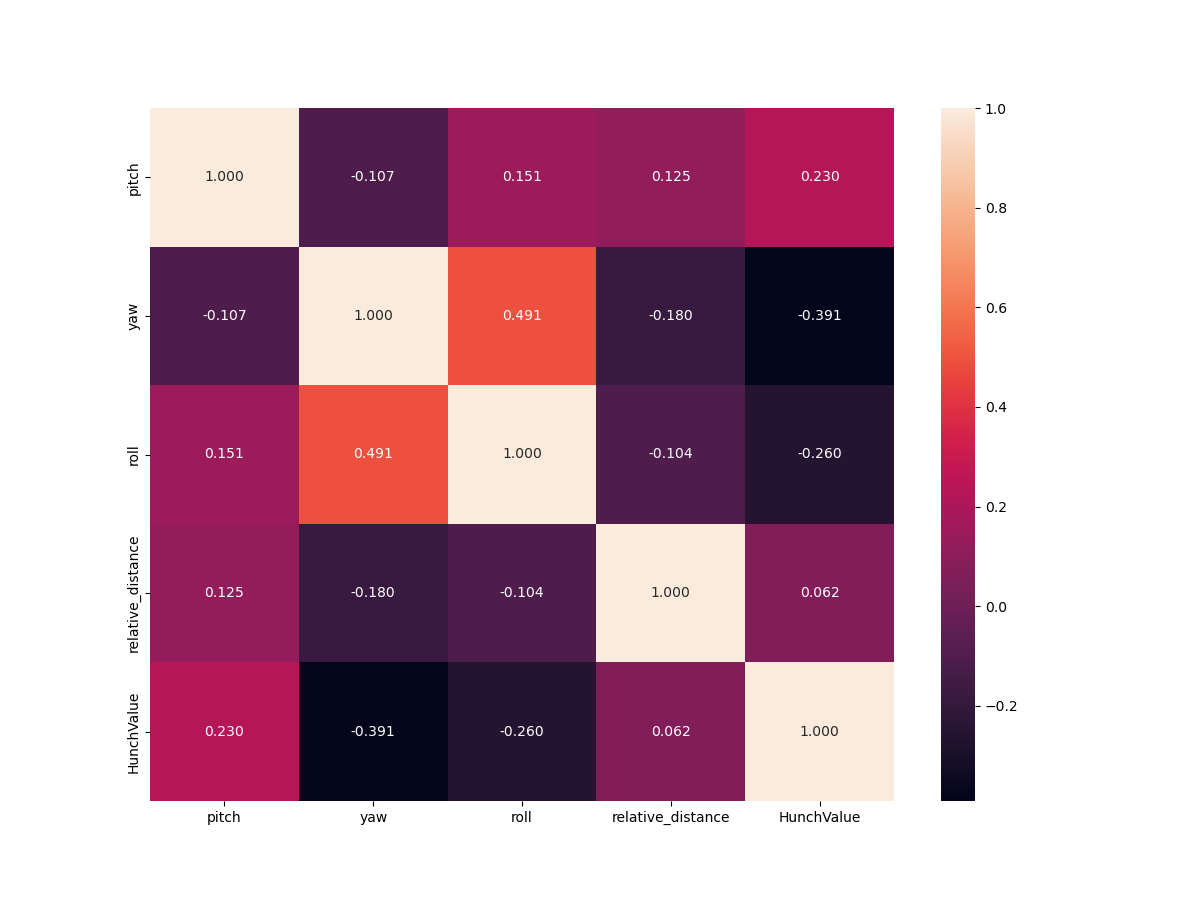 pitch 1.000 -0.107 0.151 0.125 0.230
yaw -0.107 1.000 0.491 -0.180 -0.391
roll 0.151 0.491 1.000 -0.104 -0.260
relative_distance 0.125 -0.180 -0.104 1.000 0.062
HunchValue 0.230 -0.391 -0.260 0.062 1.000
pitch yaw roll relative_distance HunchValue
1.0
0.8
0.6
0.4
0.2
0.0
−0.2